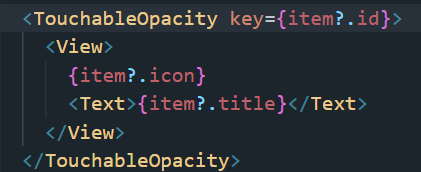 <TouchableOpacity key={item?.id}>
<View>
{item?.icon}
<Text>{item?.title}</Text>
</View>
</TouchableOpacity>